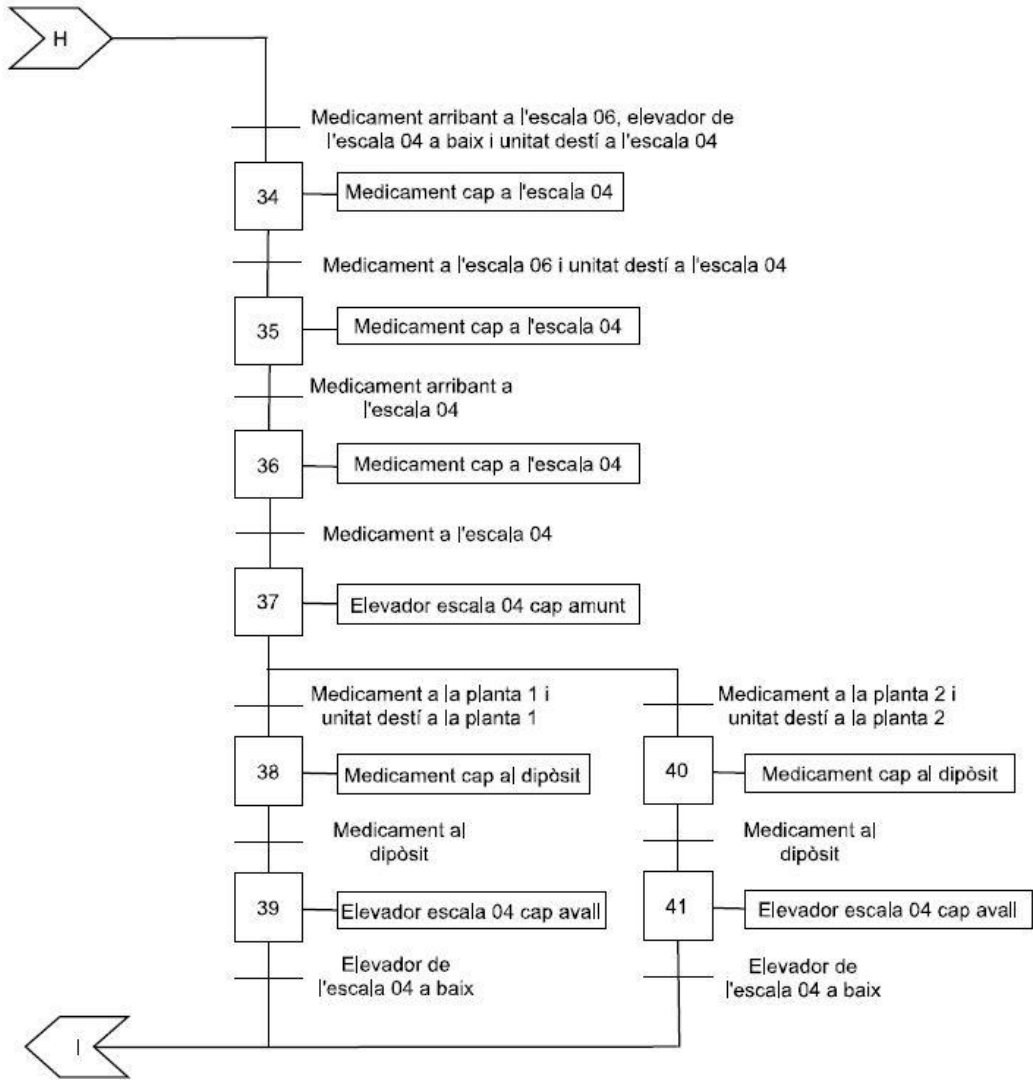 H
Medicament arribant a l'escala 06, elevador de
l'escala 04 a baix i unitat destí a l'escala 04
34
Medicament cap a l'escala 04
Medicament a l'escala 06 i unitat destí a l'escala 04
35
Medicament cap a l'escala 04
Medicament arribant a
l'escala 04
36
Medicament cap a l'escala 04
Medicament a l'escala 04
37
Elevador escala 04 cap amunt
Medicament a la planta 1 i
unitat destí a la planta 1
Medicament a la planta 2 i
unitat destí a la planta 2
38
Medicament cap al dipòsit
40
Medicament cap al dipòsit
Medicament al
dipòsit
Medicament al
dipòsit
39
Elevador escala 04 cap avall
41
Elevador escala 04 cap avall
Elevador de
l'escala 04 a baix
Elevador de
l'escala 04 a baix
I